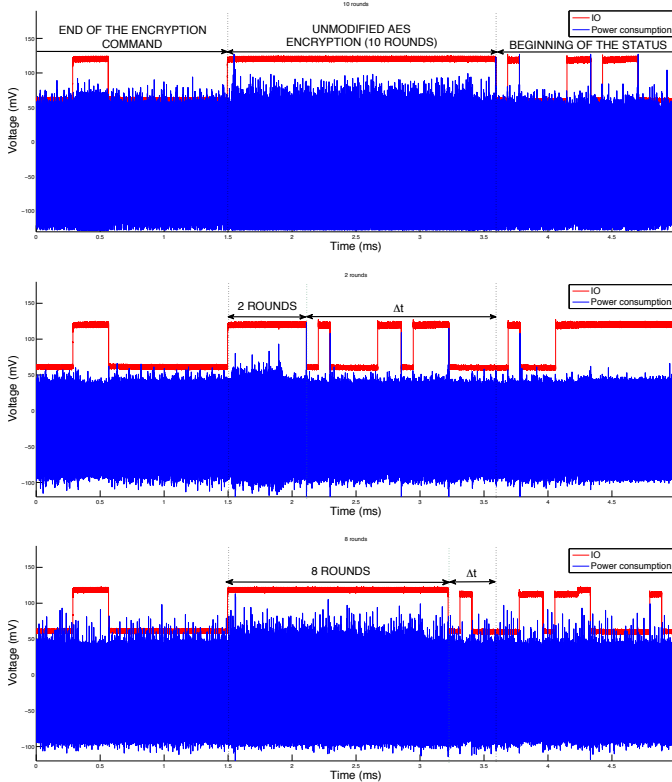 10 rounds
END OF THE ENCRYPTION
COMMAND
UNMODIFIED AES
ENCRYPTION (10 ROUNDS)
BEGINNING OF THE STATUS
IO
Power consumption
150
100
50
0
−50
−100
Voltage (mV)
0 0.5 1 1.5 2 2.5 3 3.5 4 4.5
Time (ms)
2 rounds
2 ROUNDS
Δt
IO
Power consumption
150
100
50
0
−50
−100
Voltage (mV)
0 0.5 1 1.5 2 2.5 3 3.5 4 4.5
Time (ms)
8 rounds
8 ROUNDS
Δt
IO
Power consumption
150
100
50
0
−50
−100
Voltage (mV)
0 0.5 1 1.5 2 2.5 3 3.5 4 4.5
Time (ms)